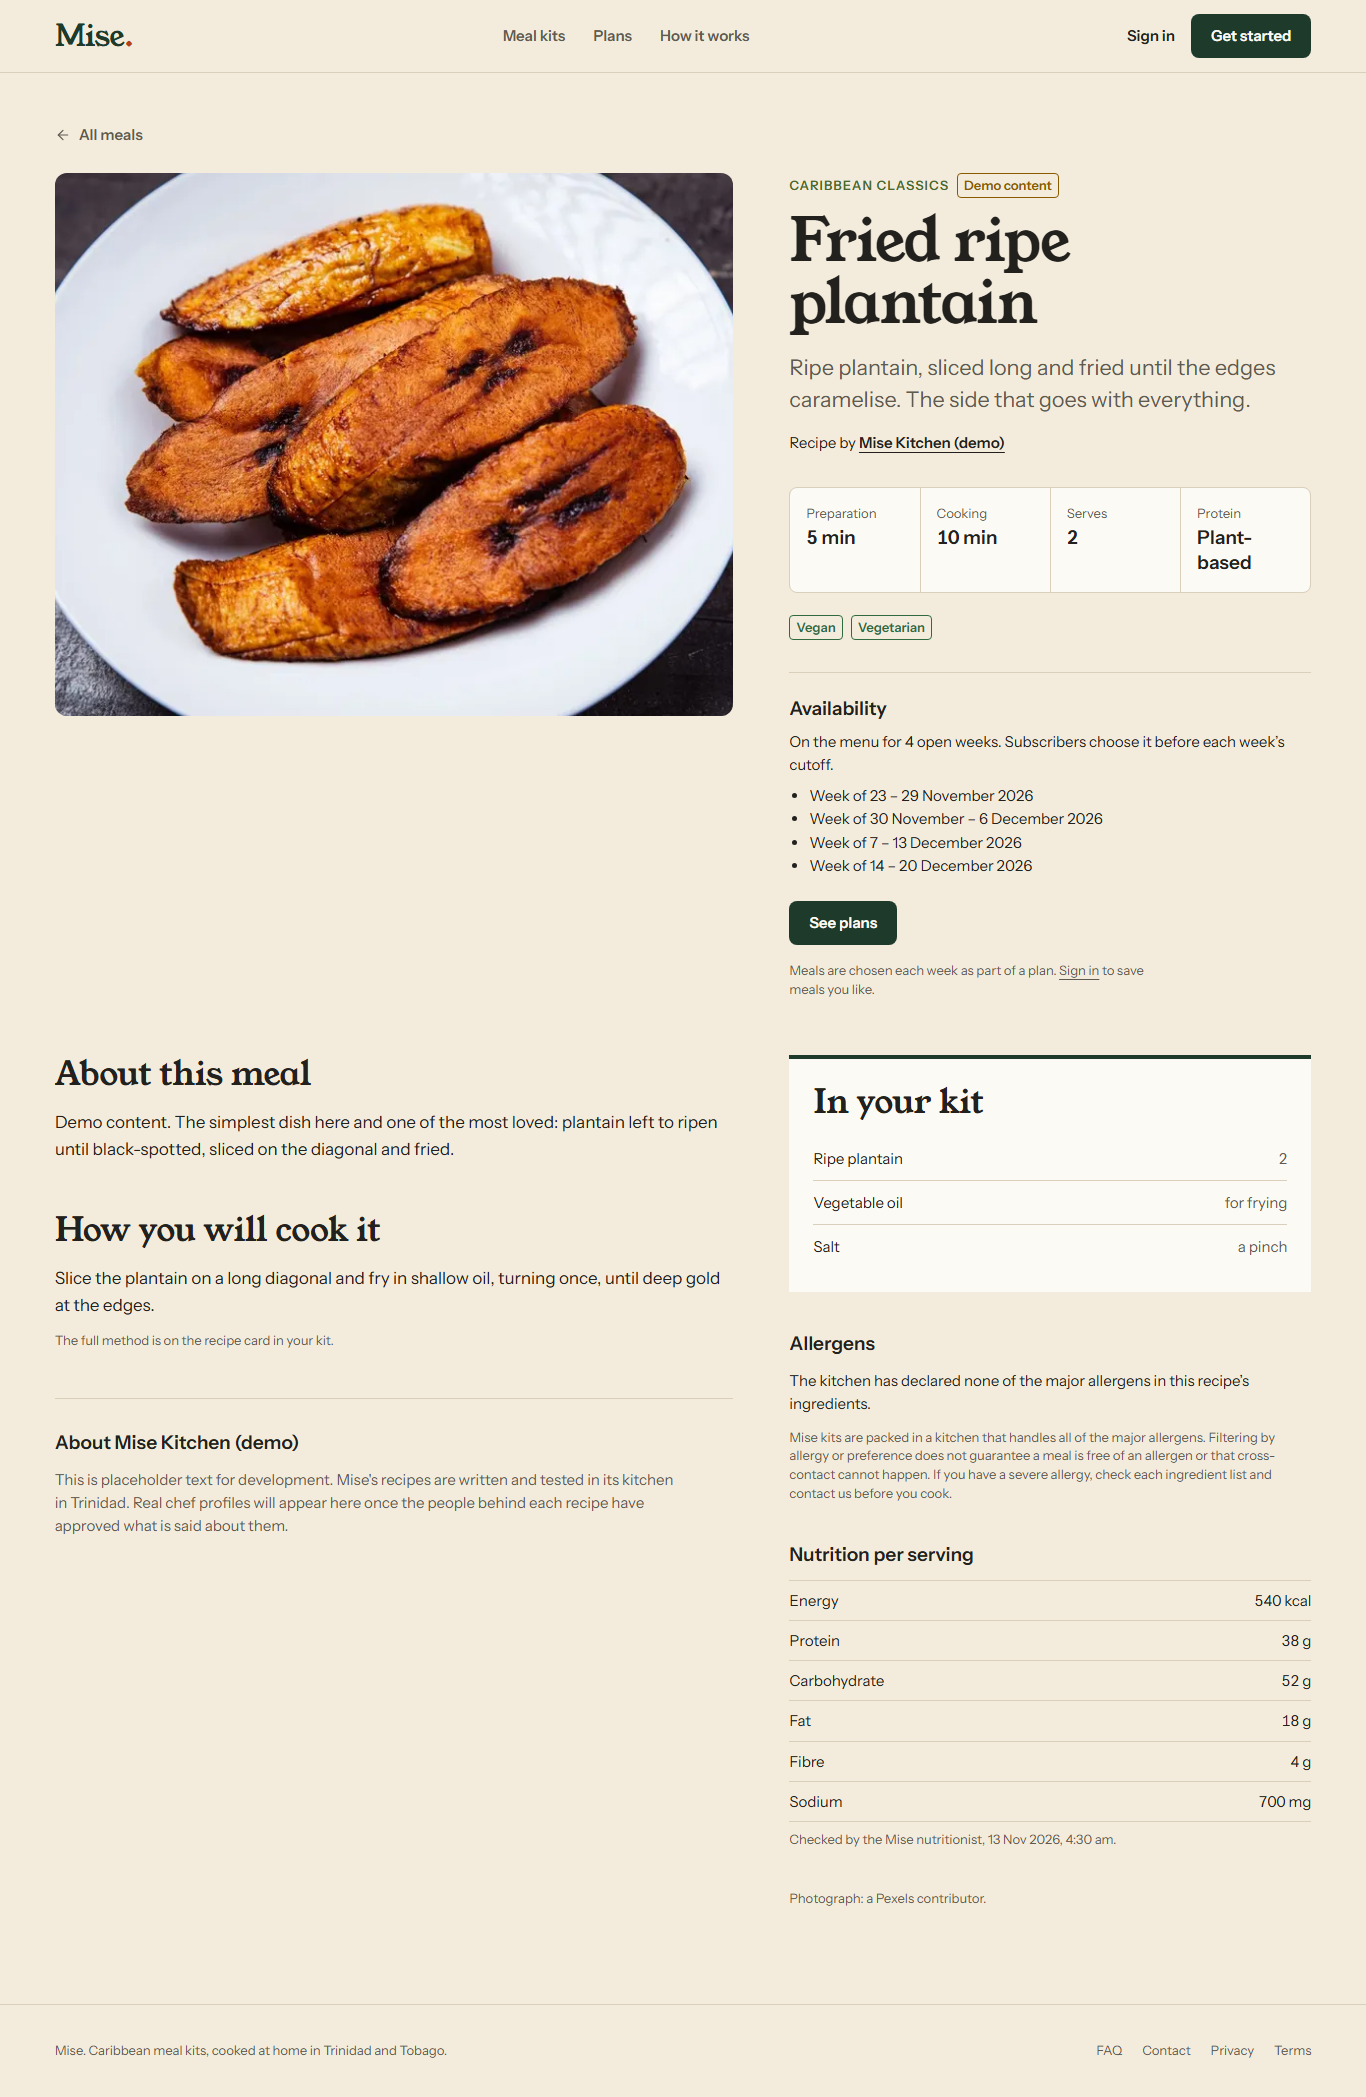 Mise.
Meal kits
Plans
How it works
Sign in
Get started
← All meals
CARIBBEAN CLASSICS
Demo content
Fried ripe
plantain
Ripe plantain, sliced long and fried until the edges
caramelise. The side that goes with everything.
Recipe by Mise Kitchen (demo)
Preparation
5 min
Cooking
10 min
Serves
2
Protein
Plant-
based
Vegan
Vegetarian
Availability
On the menu for 4 open weeks. Subscribers choose it before each week’s
cutoff.
• Week of 23 – 29 November 2026
• Week of 30 November – 6 December 2026
• Week of 7 – 13 December 2026
• Week of 14 – 20 December 2026
See plans
Meals are chosen each week as part of a plan. Sign in to save
meals you like.
About this meal
Demo content. The simplest dish here and one of the most loved: plantain left to ripen
until black-spotted, sliced on the diagonal and fried.
How you will cook it
Slice the plantain on a long diagonal and fry in shallow oil, turning once, until deep gold
at the edges.
The full method is on the recipe card in your kit.
About Mise Kitchen (demo)
This is placeholder text for development. Mise's recipes are written and tested in its kitchen
in Trinidad. Real chef profiles will appear here once the people behind each recipe have
approved what is said about them.
In your kit
Ripe plantain 2
Vegetable oil for frying
Salt a pinch
Allergens
The kitchen has declared none of the major allergens in this recipe’s
ingredients.
Mise kits are packed in a kitchen that handles all of the major allergens. Filtering by
allergy or preference does not guarantee a meal is free of an allergen or that cross-
contact cannot happen. If you have a severe allergy, check each ingredient list and
contact us before you cook.
Nutrition per serving
Energy 540 kcal
Protein 38 g
Carbohydrate 52 g
Fat 18 g
Fibre 4 g
Sodium 700 mg
Checked by the Mise nutritionist, 13 Nov 2026, 4:30 am.
Photograph: a Pexels contributor.
Mise. Caribbean meal kits, cooked at home in Trinidad and Tobago.
FAQ
Contact
Privacy
Terms